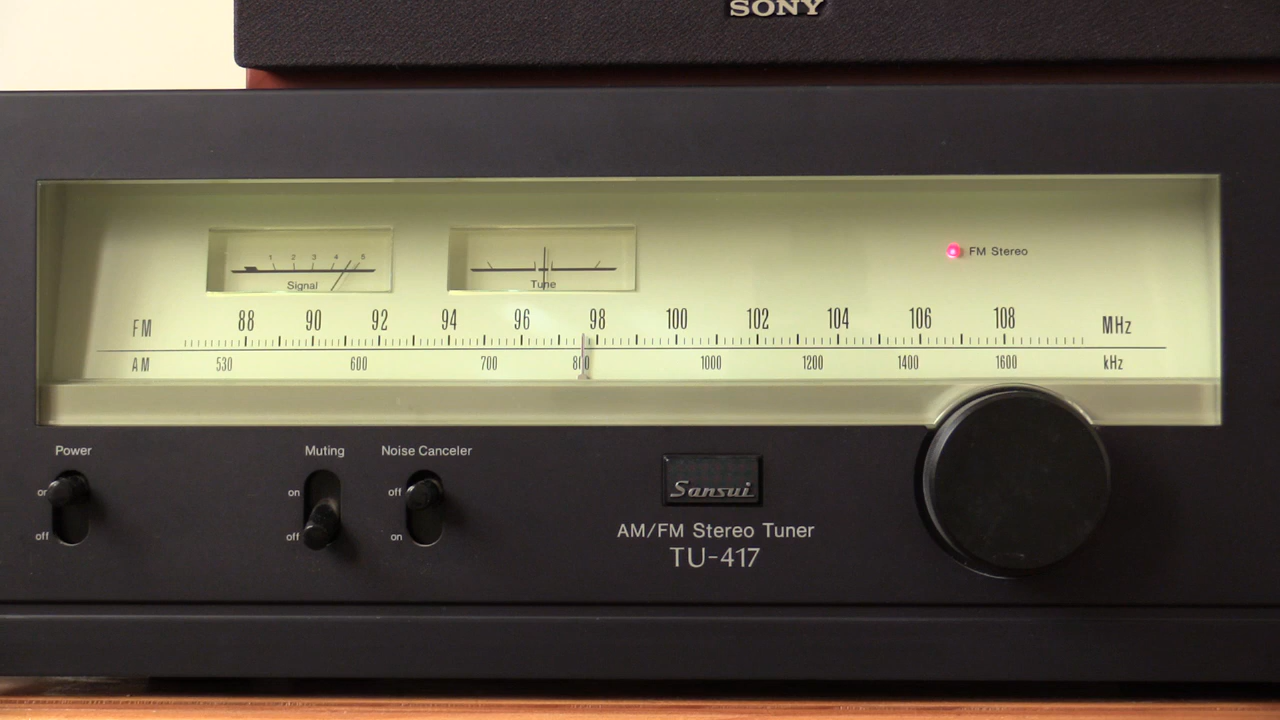 SONY
1 2 3 4 5
Signal
Tune
FM Stereo
FM 88 90 92 94 96 98 100 102 104 106 108 MHz
AM 530 600 700 800 1000 1200 1400 1600 kHz
Power
on
off
Muting
on
off
Noise Canceler
off
on
Sansui
AM/FM Stereo Tuner
TU-417